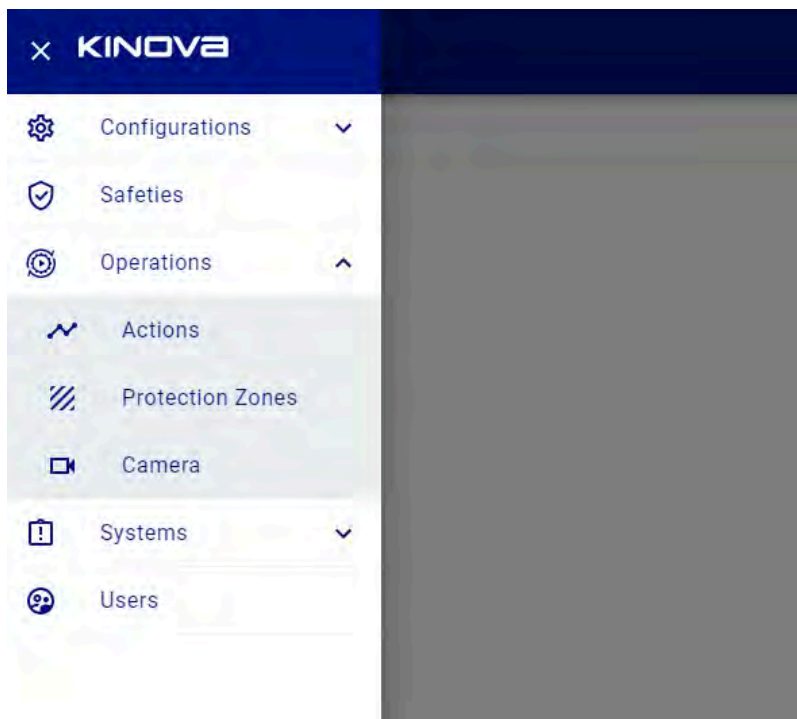 KINOVA
Configurations
Safeties
Operations
Actions
Protection Zones
Camera
Systems
Users